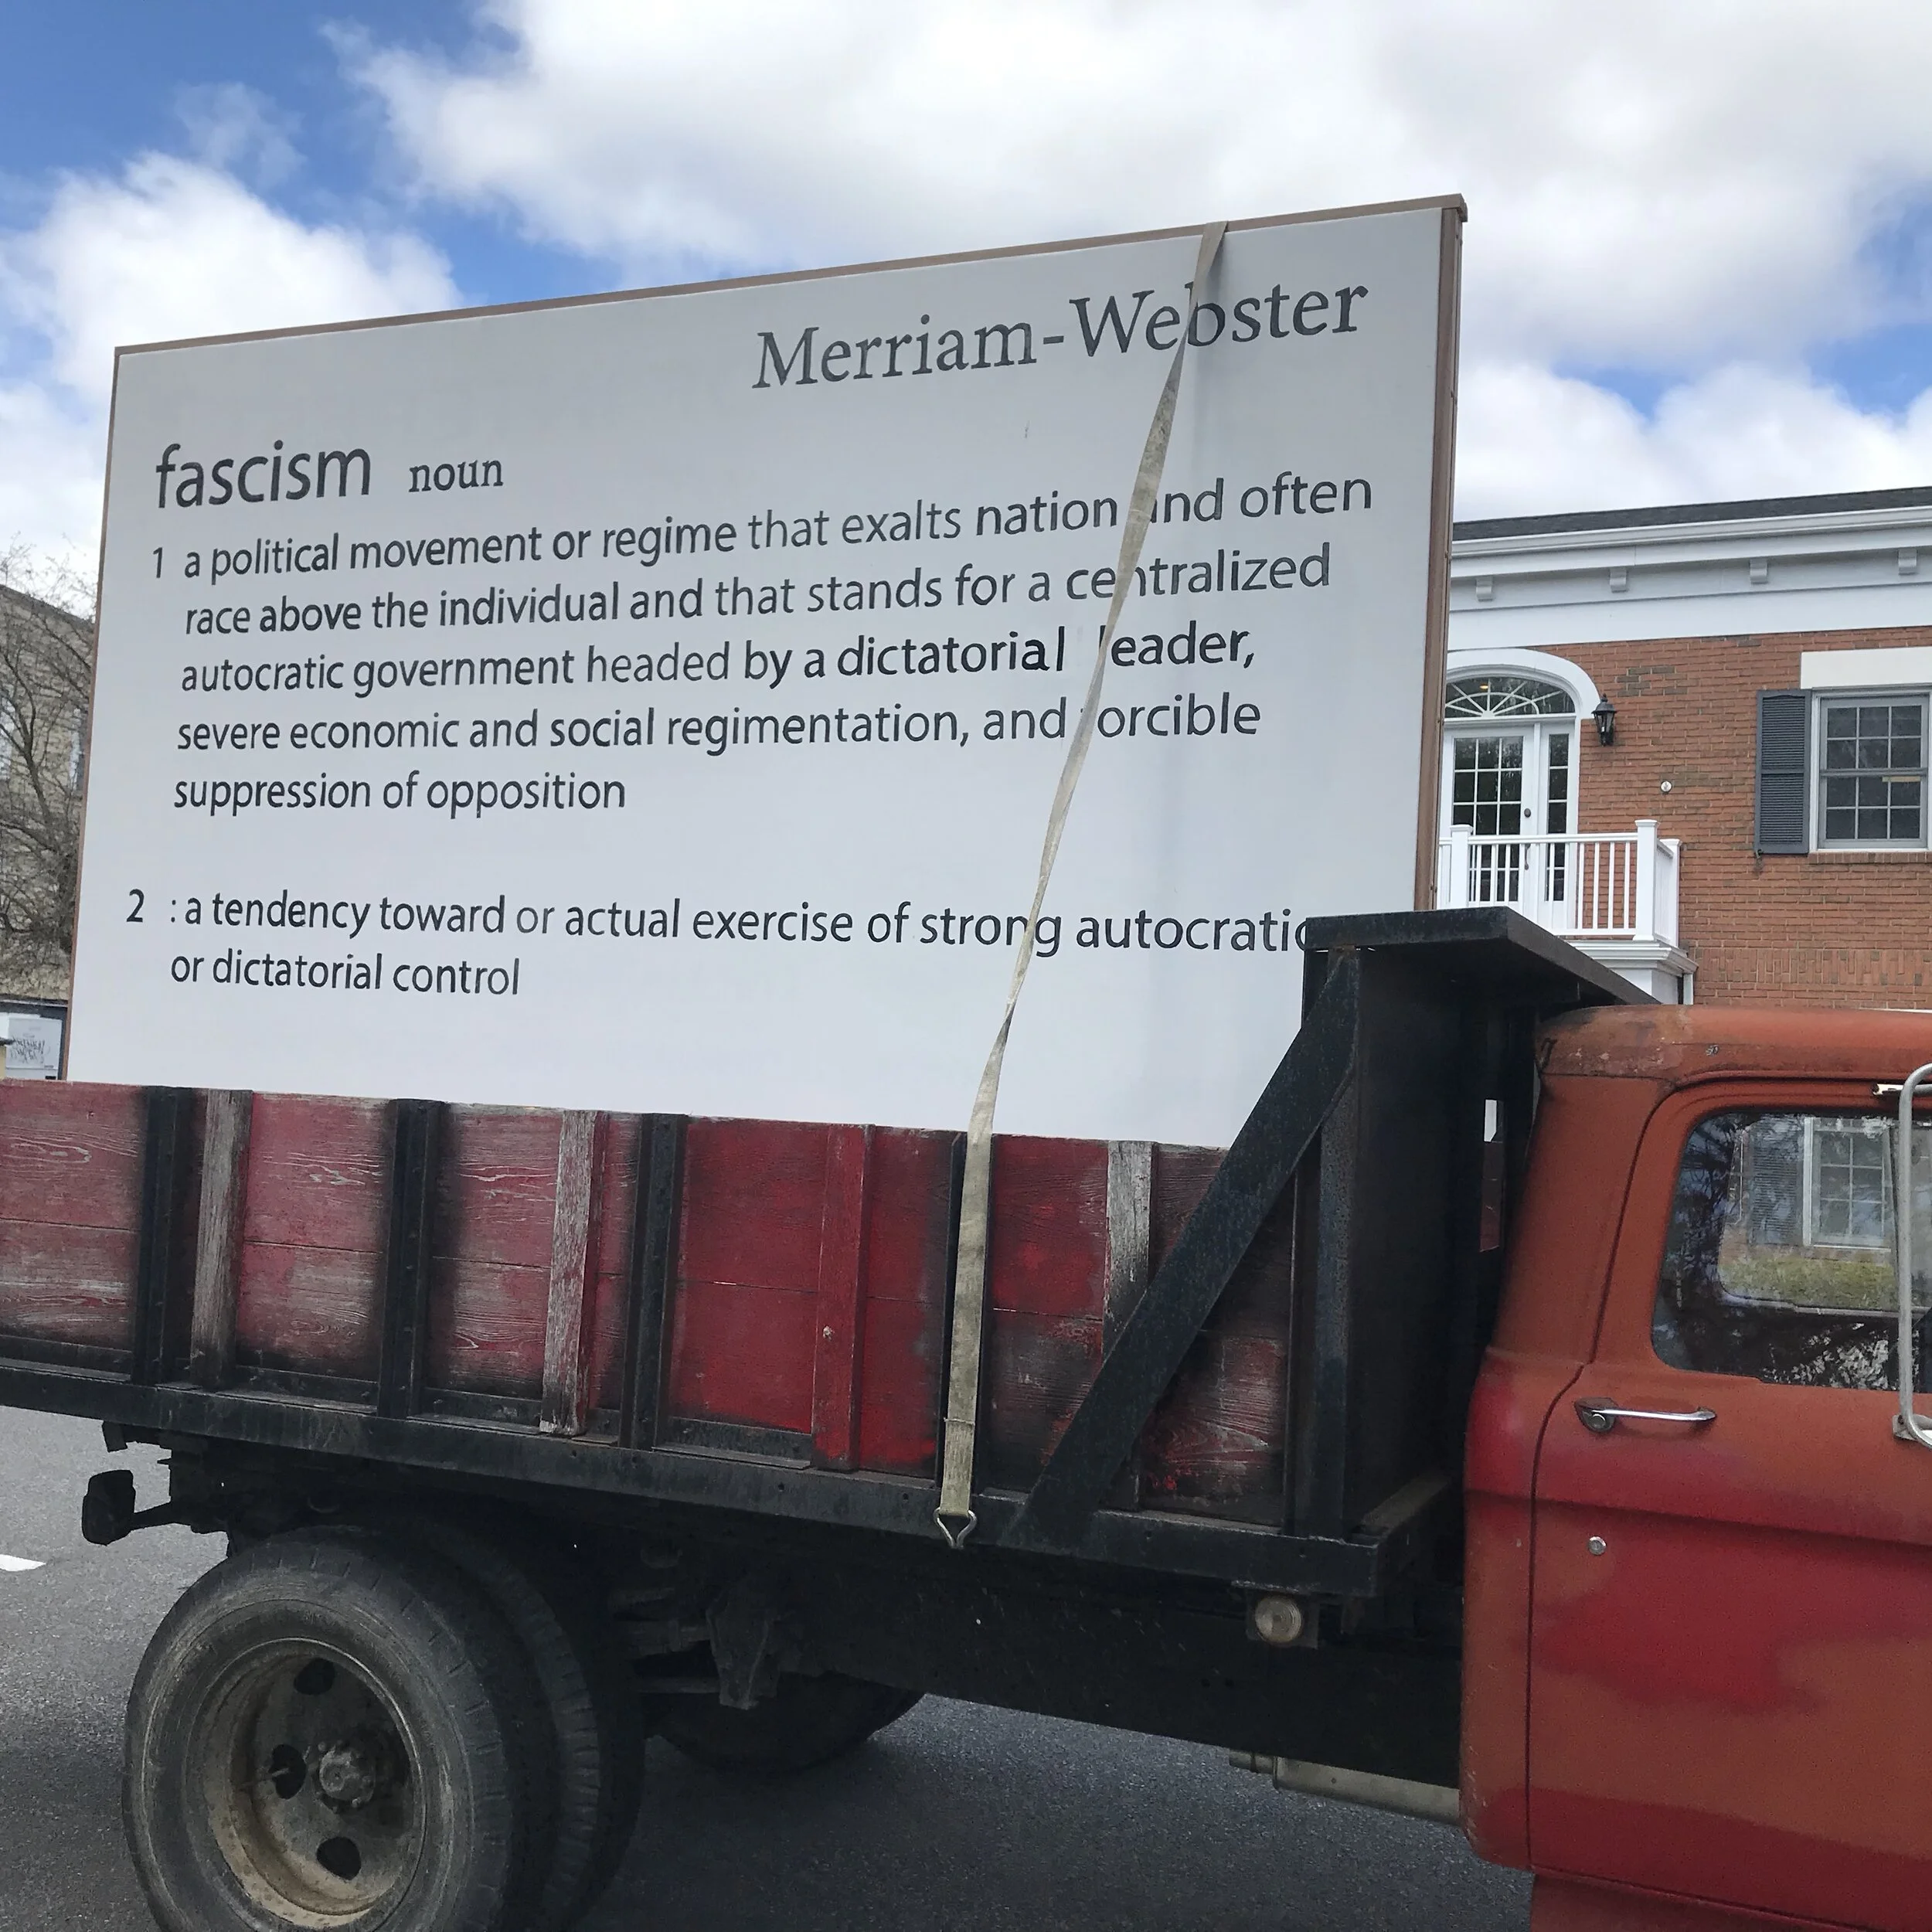 Merriam-Webster
fascism noun
1 a political movement or regime that exalts nation and often
race above the individual and that stands for a centralized
autocratic government headed by a dictatorial leader,
severe economic and social regimentation, and forcible
suppression of opposition
2 : a tendency toward or actual exercise of strong autocratic
or dictatorial control